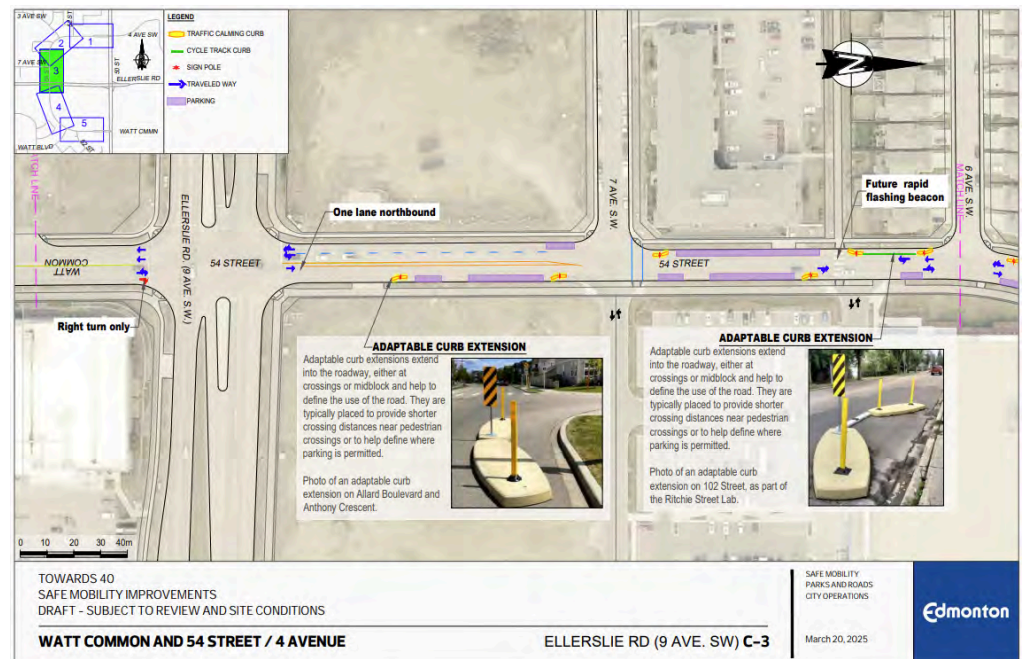 3 AVE SW
4 AVE SW
7 AVE SW
ELLERSLIE RD
50 ST
WATT CMMN
WATT BLVD
1
2
3
4
5
LEGEND
TRAFFIC CALMING CURB
CYCLE TRACK CURB
SIGN POLE
TRAVELED WAY
PARKING
N
MATCH LINE
WATT
COMMON
Right turn only
ELLERSLIE RD. (9 AVE. S.W.)
54 STREET
One lane northbound
7 AVE. S.W.
54 STREET
Future rapid
flashing beacon
MATCH LINE
6 AVE. S.W.
ADAPTABLE CURB EXTENSION
Adaptable curb extensions extend
into the roadway, either at
crossings or midblock and help to
define the use of the road. They are
typically placed to provide shorter
crossing distances near pedestrian
crossings or to help define where
parking is permitted.
Photo of an adaptable curb
extension on Allard Boulevard and
Anthony Crescent.
ADAPTABLE CURB EXTENSION
Adaptable curb extensions extend
into the roadway, either at
crossings or midblock and help to
define the use of the road. They are
typically placed to provide shorter
crossing distances near pedestrian
crossings or to help define where
parking is permitted.
Photo of an adaptable curb
extension on 102 Street, as part of
the Ritchie Street Lab.
0 10 20 30 40m
TOWARDS 40
SAFE MOBILITY IMPROVEMENTS
DRAFT - SUBJECT TO REVIEW AND SITE CONDITIONS
WATT COMMON AND 54 STREET / 4 AVENUE
ELLERSLIE RD (9 AVE. SW) C-3
SAFE MOBILITY
PARKS AND ROADS
CITY OPERATIONS
March 20, 2025
Edmonton